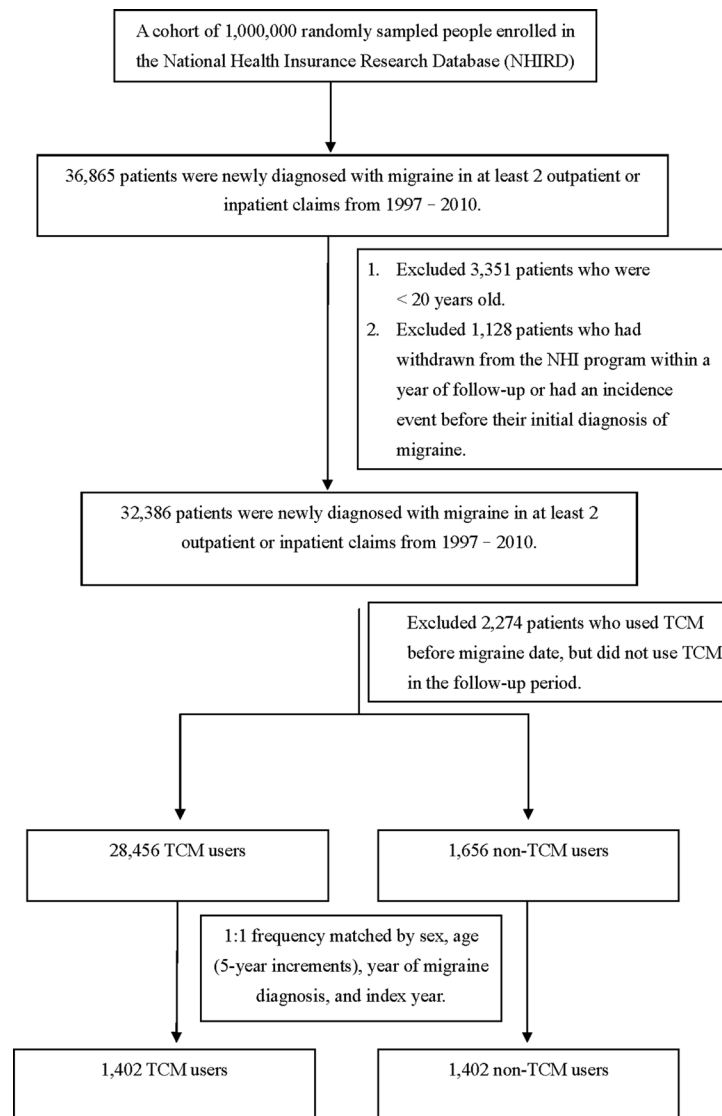 A cohort of 1,000,000 randomly sampled people enrolled in
the National Health Insurance Research Database (NHIRD)
36,865 patients were newly diagnosed with migraine in at least 2 outpatient or
inpatient claims from 1997 – 2010.
1. Excluded 3,351 patients who were
< 20 years old.
2. Excluded 1,128 patients who had
withdrawn from the NHI program within a
year of follow-up or had an incidence
event before their initial diagnosis of
migraine.
32,386 patients were newly diagnosed with migraine in at least 2
outpatient or inpatient claims from 1997 – 2010.
Excluded 2,274 patients who used TCM
before migraine date, but did not use TCM
in the follow-up period.
28,456 TCM users
1,656 non-TCM users
1:1 frequency matched by sex, age
(5-year increments), year of migraine
diagnosis, and index year.
1,402 TCM users
1,402 non-TCM users